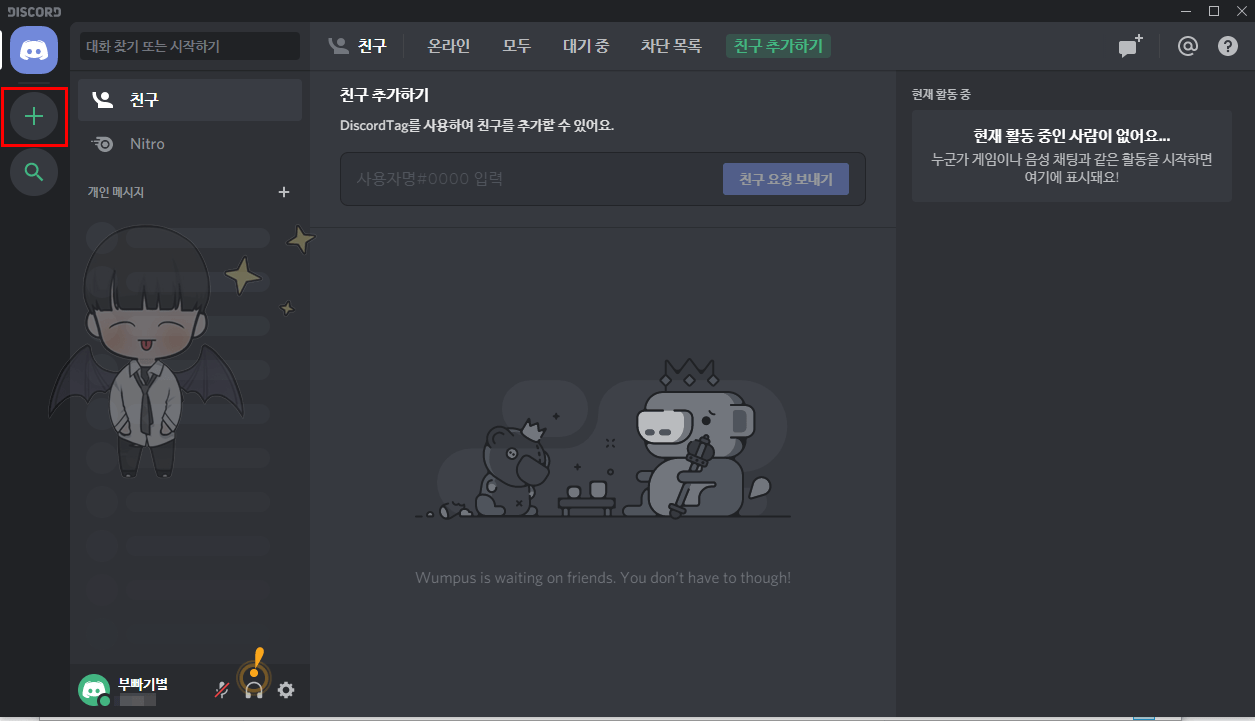 DISCORD
대화 찾기 또는 시작하기
친구
온라인
모두
대기 중
차단 목록
친구 추가하기
친구
Nitro
개인 메시지
친구 추가하기
DiscordTag를 사용하여 친구를 추가할 수 있어요.
사용자명#0000 입력
친구 요청 보내기
현재 활동 중
현재 활동 중인 사람이 없어요...
누군가 게임이나 음성 채팅과 같은 활동을 시작하면
여기에 표시돼요!
Wumpus is waiting on friends. You don't have to though!
부빠기별